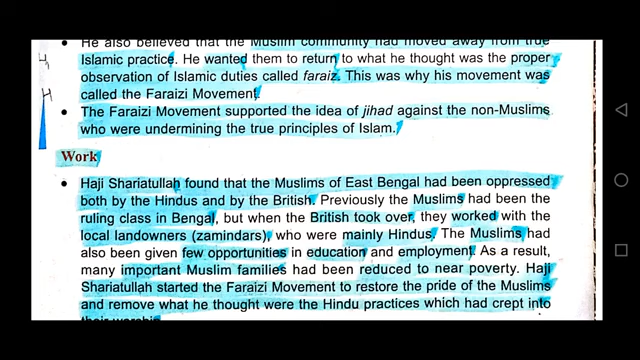 • He also believed that the Muslim community had moved away from true
Islamic practice. He wanted them to return to what he thought was the proper
observation of Islamic duties called faraiz. This was why his movement was
called the Faraizi Movement.
• The Faraizi Movement supported the idea of jihad against the non-Muslims
who were undermining the true principles of Islam.
Work
• Haji Shariatullah found that the Muslims of East Bengal had been oppressed
both by the Hindus and by the British. Previously the Muslims had been the
ruling class in Bengal, but when the British took over, they worked with the
local landowners (zamindars), who were mainly Hindus. The Muslims had
also been given few opportunities in education and employment. As a result,
many important Muslim families had been reduced to near poverty. Haji
Shariatullah started the Faraizi Movement to restore the pride of the Muslims
and remove what he thought were the Hindu practices which had crept into
their worship.